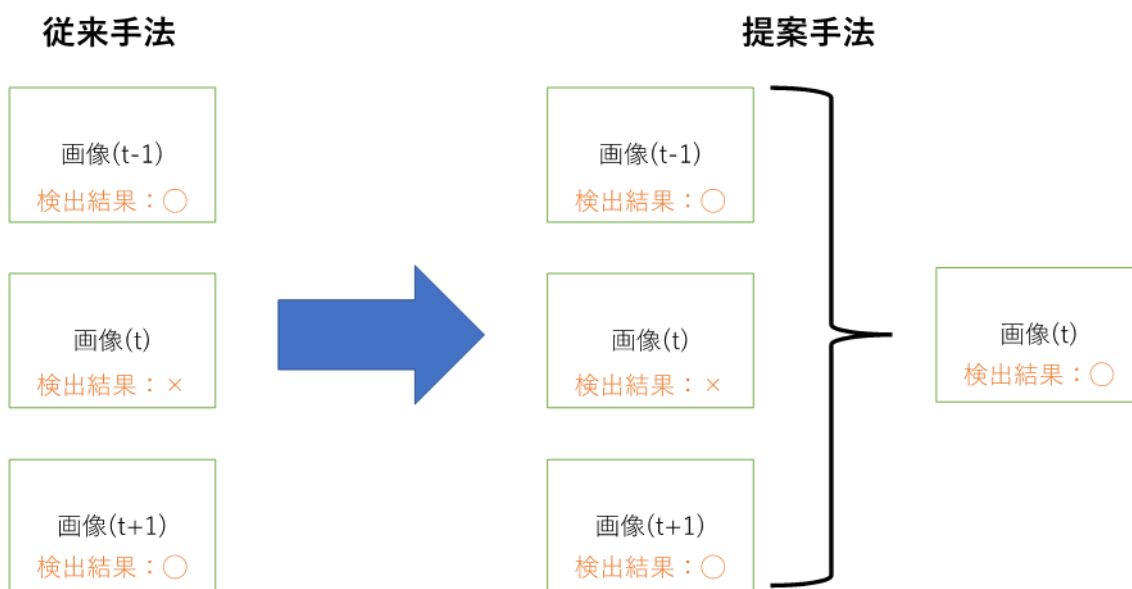 従来手法
画像(t-1)
検出結果：○
画像(t)
検出結果：×
画像(t+1)
検出結果：○
提案手法
画像(t-1)
検出結果：○
画像(t)
検出結果：×
画像(t+1)
検出結果：○
画像(t)
検出結果：○